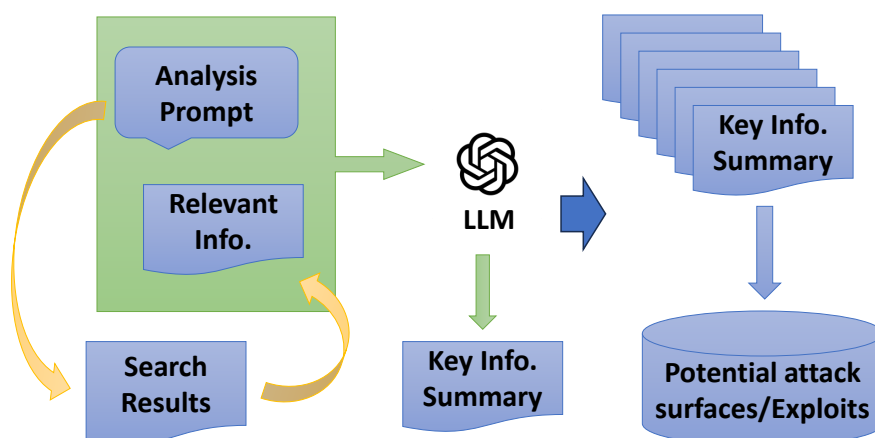 Analysis
Prompt
Relevant
Info.
Search
Results
LLM
Key Info.
Summary
Key Info.
Summary
Potential attack
surfaces/Exploits